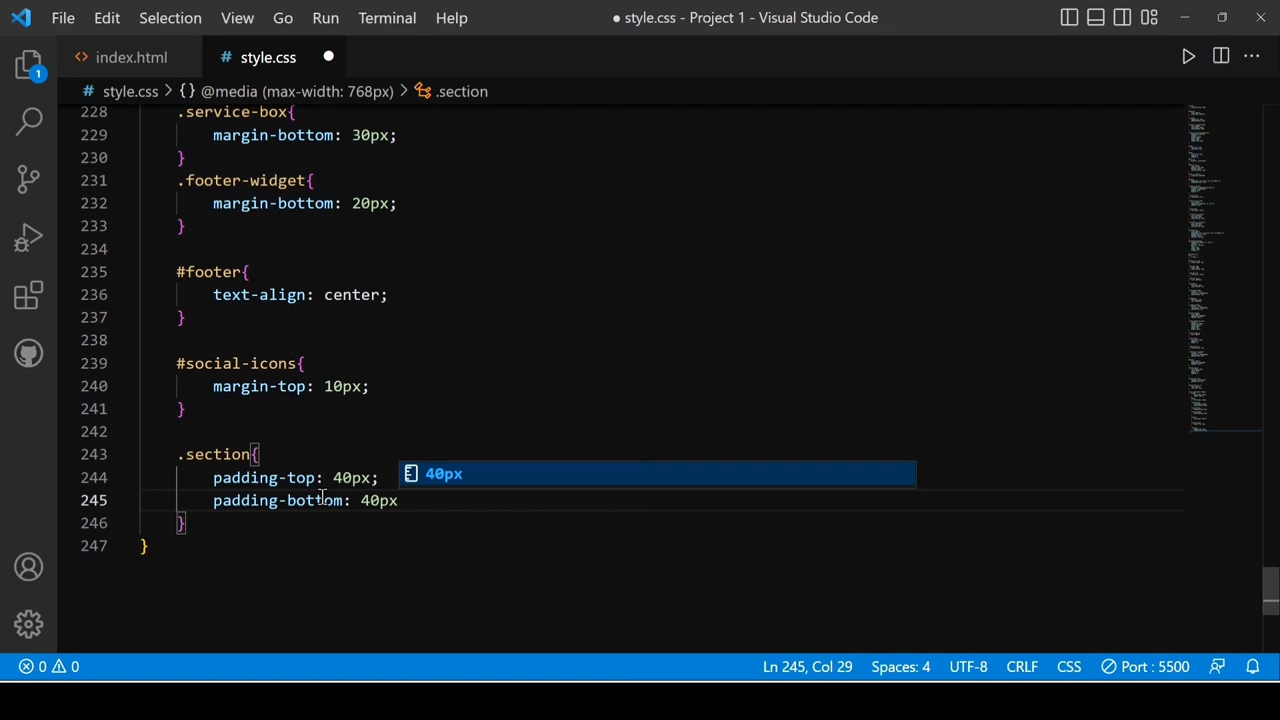 File Edit Selection View Go Run Terminal Help ● style.css - Project 1 - Visual Studio Code
<> index.html # style.css
# style.css > {} @media (max-width: 768px) > .section
228 .service-box{
229 margin-bottom: 30px;
230 }
231 .footer-widget{
232 margin-bottom: 20px;
233 }
234
235 #footer{
236 text-align: center;
237 }
238
239 #social-icons{
240 margin-top: 10px;
241 }
242
243 .section{
244 padding-top: 40px;
40px
245 padding-bottom: 40px
246 }
247 }
1
0 0 Ln 245, Col 29 Spaces: 4 UTF-8 CRLF CSS Port : 5500